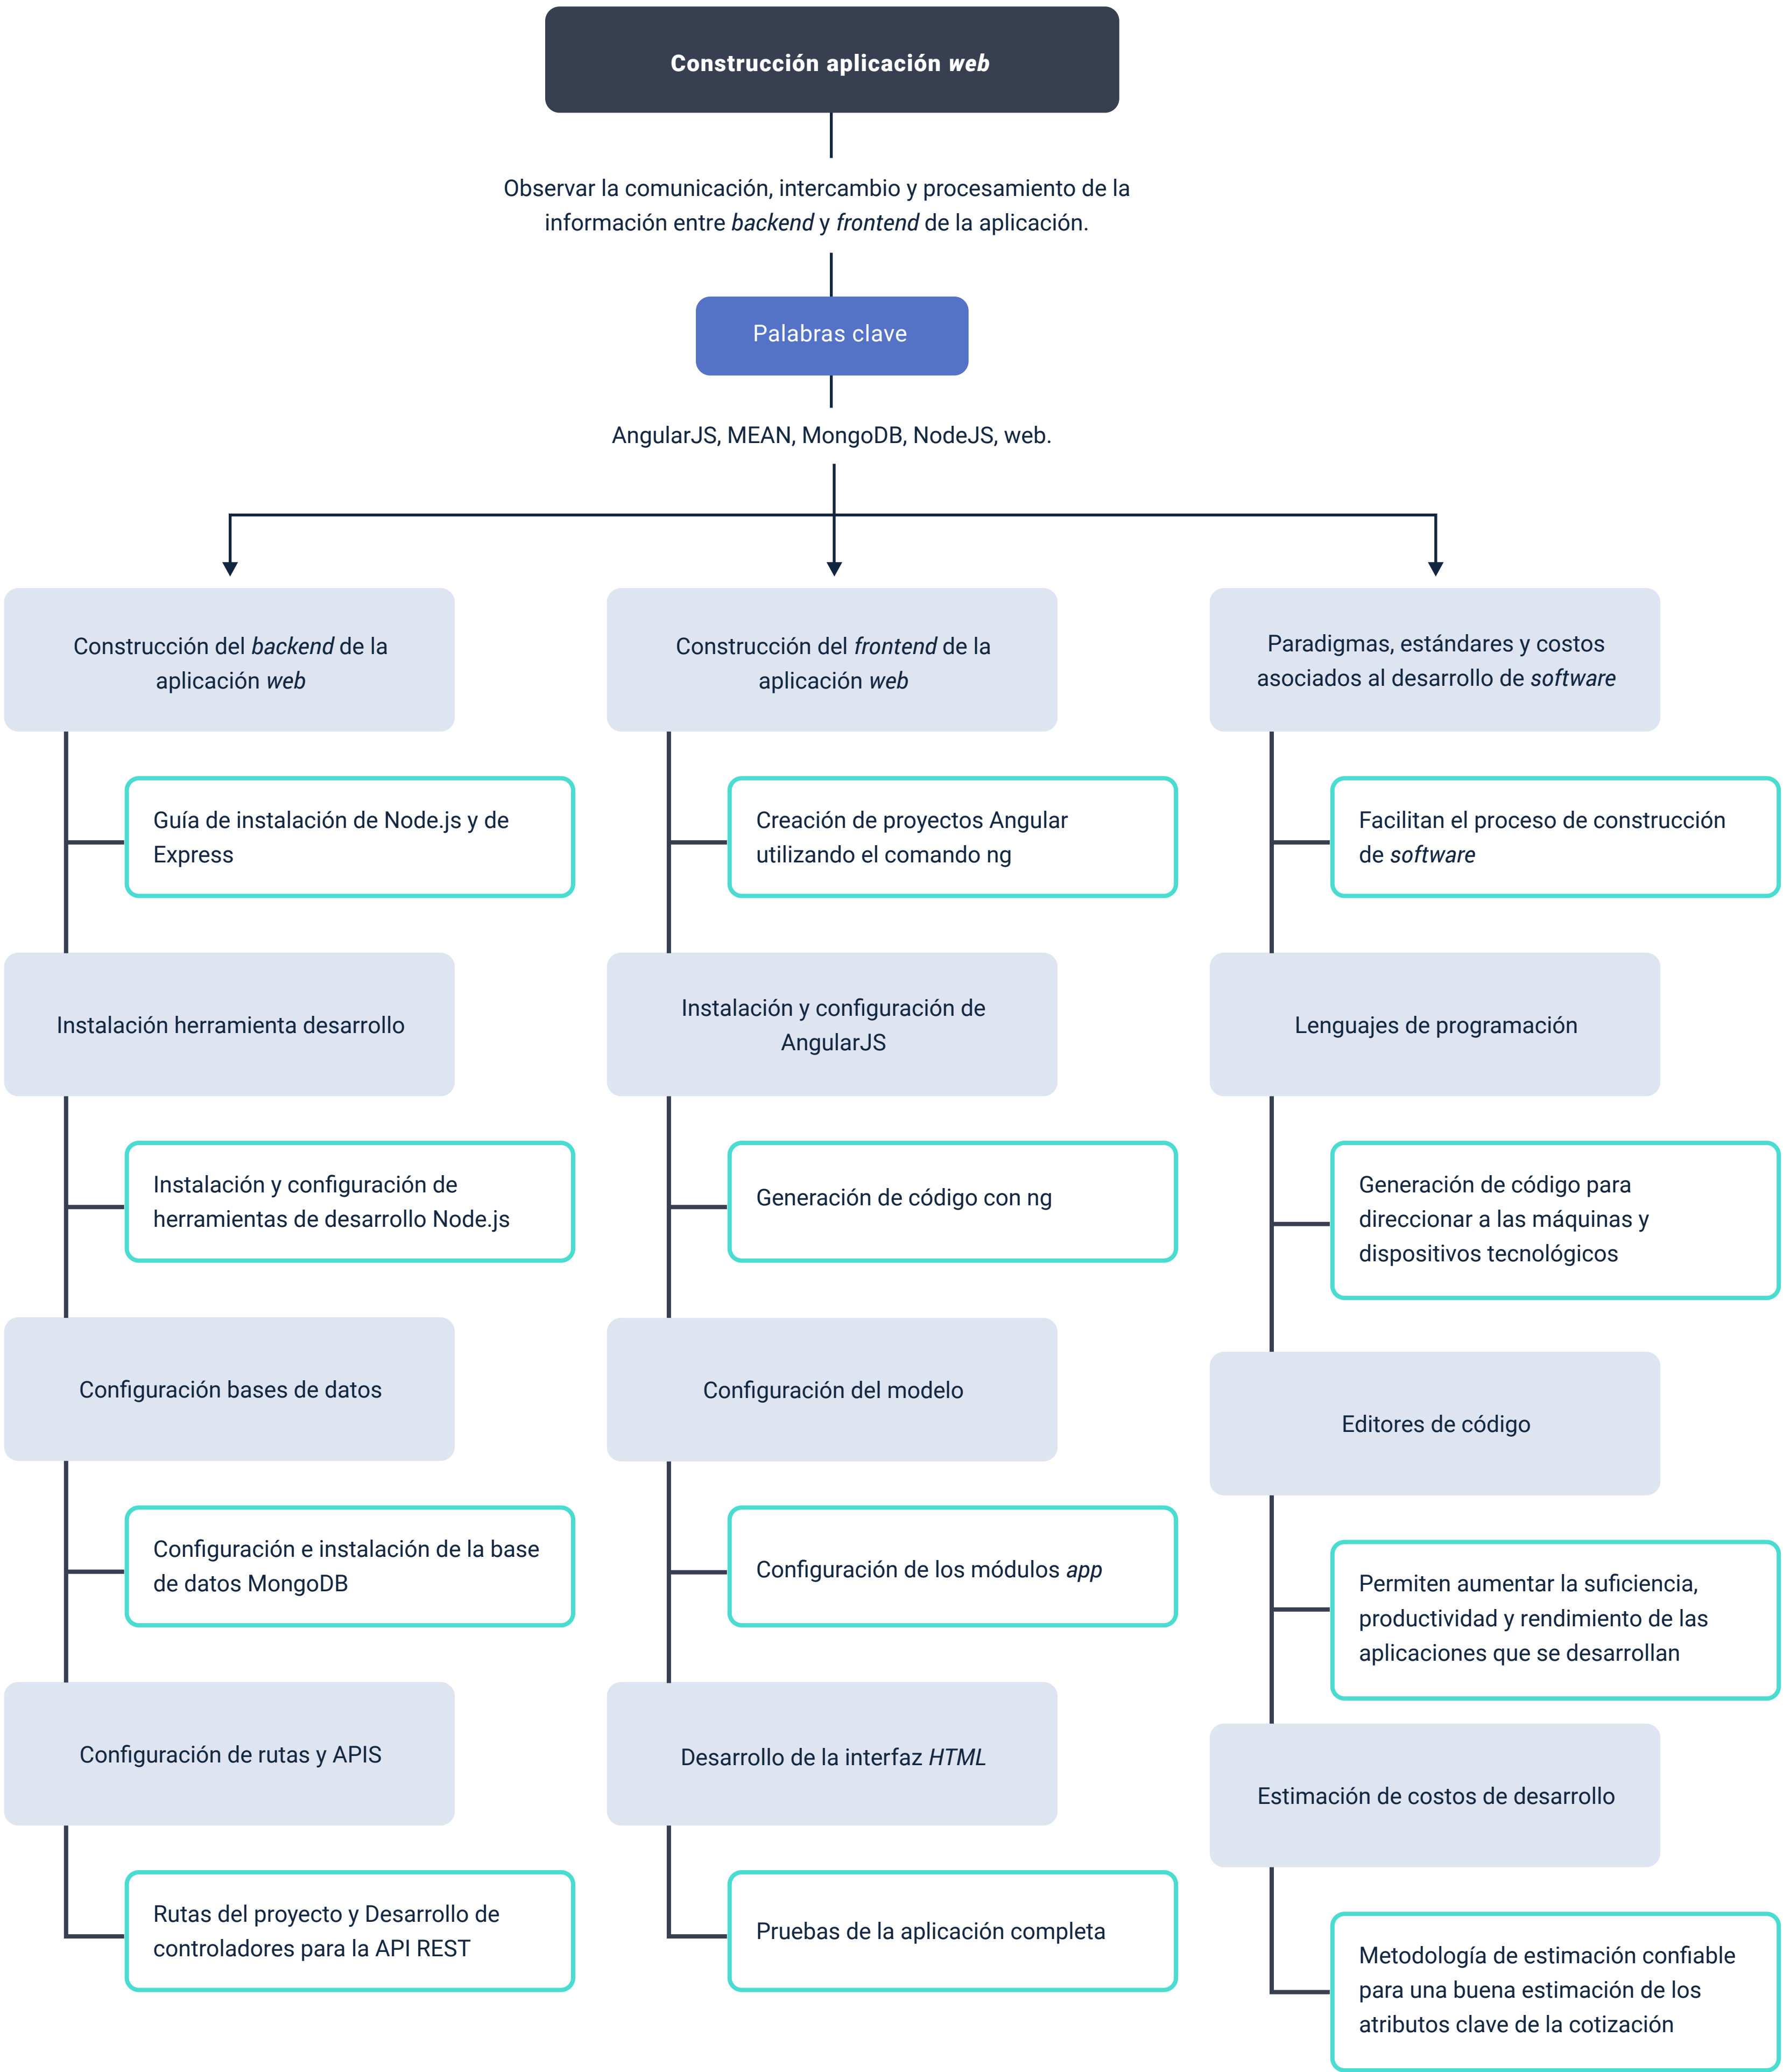 Construcción aplicación web
Observar la comunicación, intercambio y procesamiento de la
información entre backend y frontend de la aplicación.
Palabras clave
AngularJS, MEAN, MongoDB, NodeJS, web.
Construcción del backend de la
aplicación web
Guía de instalación de Node.js y de
Express
Instalación herramienta desarrollo
Instalación y configuración de
herramientas de desarrollo Node.js
Configuración bases de datos
Configuración e instalación de la base
de datos MongoDB
Configuración de rutas y APIS
Rutas del proyecto y Desarrollo de
controladores para la API REST
Construcción del frontend de la
aplicación web
Creación de proyectos Angular
utilizando el comando ng
Instalación y configuración de
AngularJS
Generación de código con ng
Configuración del modelo
Configuración de los módulos app
Desarrollo de la interfaz HTML
Pruebas de la aplicación completa
Paradigmas, estándares y costos
asociados al desarrollo de software
Facilitan el proceso de construcción
de software
Lenguajes de programación
Generación de código para
direccionar a las máquinas y
dispositivos tecnológicos
Editores de código
Permiten aumentar la suficiencia,
productividad y rendimiento de las
aplicaciones que se desarrollan
Estimación de costos de desarrollo
Metodología de estimación confiable
para una buena estimación de los
atributos clave de la cotización